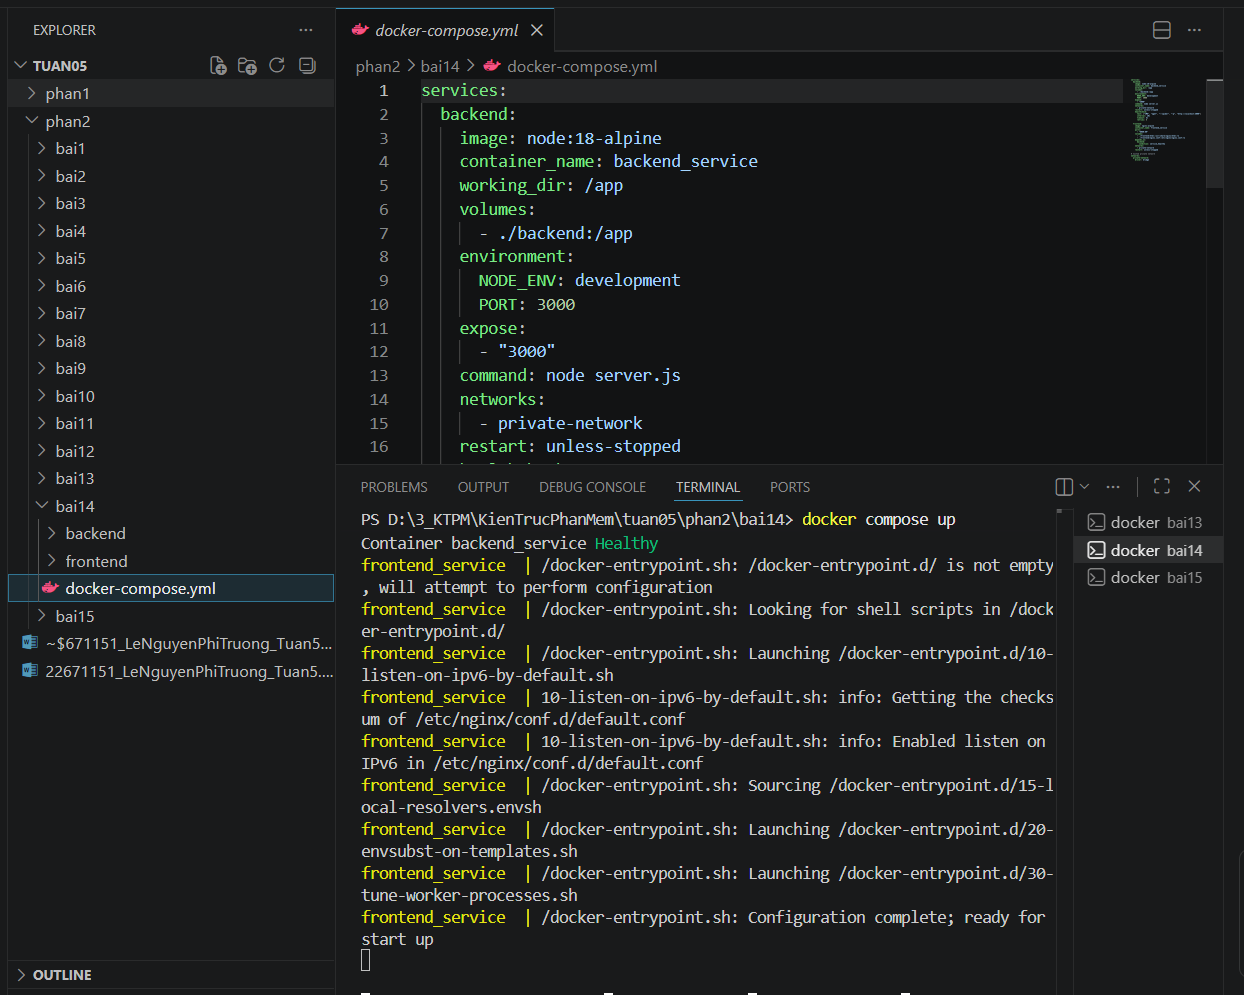 EXPLORER
TUAN05
phan1
phan2
bai1
bai2
bai3
bai4
bai5
bai6
bai7
bai8
bai9
bai10
bai11
bai12
bai13
bai14
backend
frontend
docker-compose.yml
bai15
~$671151_LeNguyenPhiTruong_Tuan5...
22671151_LeNguyenPhiTruong_Tuan5....
OUTLINE
docker-compose.yml
phan2 > bai14 > docker-compose.yml
1 services:
2 backend:
3 image: node:18-alpine
4 container_name: backend_service
5 working_dir: /app
6 volumes:
7 - ./backend:/app
8 environment:
9 NODE_ENV: development
10 PORT: 3000
11 expose:
12 - "3000"
13 command: node server.js
14 networks:
15 - private-network
16 restart: unless-stopped
PROBLEMS OUTPUT DEBUG CONSOLE TERMINAL PORTS
PS D:\3_KTPM\KienTrucPhanMem\tuan05\phan2\bai14> docker compose up
Container backend_service Healthy
frontend_service | /docker-entrypoint.sh: /docker-entrypoint.d/ is not empty
, will attempt to perform configuration
frontend_service | /docker-entrypoint.sh: Looking for shell scripts in /dock
er-entrypoint.d/
frontend_service | /docker-entrypoint.sh: Launching /docker-entrypoint.d/10-
listen-on-ipv6-by-default.sh
frontend_service | 10-listen-on-ipv6-by-default.sh: info: Getting the checks
um of /etc/nginx/conf.d/default.conf
frontend_service | 10-listen-on-ipv6-by-default.sh: info: Enabled listen on
IPv6 in /etc/nginx/conf.d/default.conf
frontend_service | /docker-entrypoint.sh: Sourcing /docker-entrypoint.d/15-l
ocal-resolvers.envsh
frontend_service | /docker-entrypoint.sh: Launching /docker-entrypoint.d/20-
envsubst-on-templates.sh
frontend_service | /docker-entrypoint.sh: Launching /docker-entrypoint.d/30-
tune-worker-processes.sh
frontend_service | /docker-entrypoint.sh: Configuration complete; ready for
start up
docker bai13
docker bai14
docker bai15